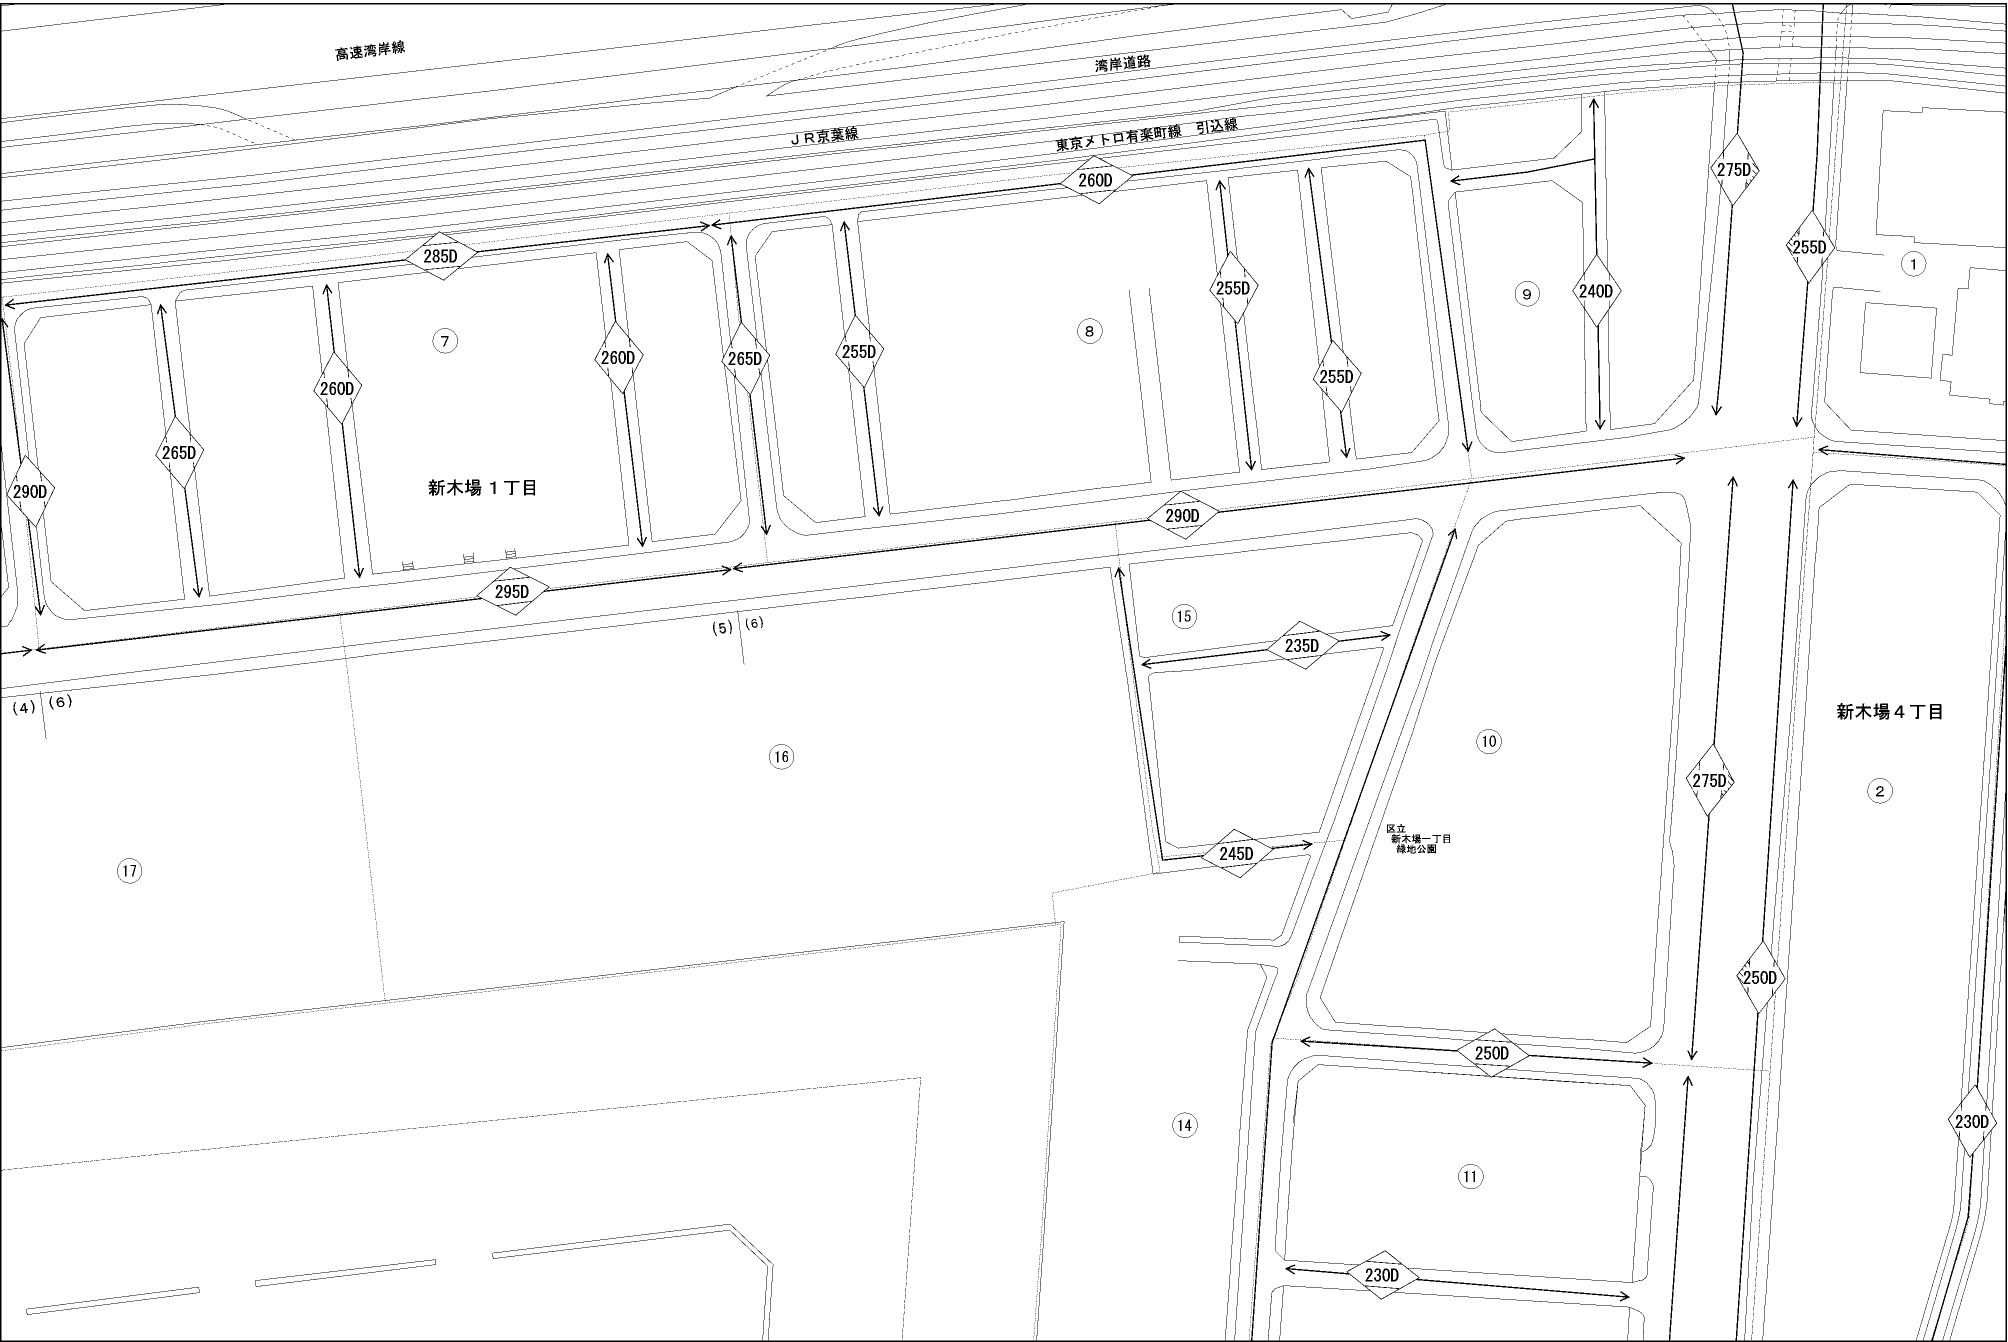 高速湾岸線
湾岸道路
ＪＲ京葉線
東京メトロ有楽町線　引込線
260D
275D
285D
255D
1
255D
9
240D
7
8
260D
260D
265D
255D
255D
265D
290D
新木場１丁目
290D
295D
(5)
(6)
15
235D
(4)
(6)
新木場４丁目
16
10
275D
2
区立
新木場一丁目
緑地公園
17
245D
250D
250D
14
230D
11
230D